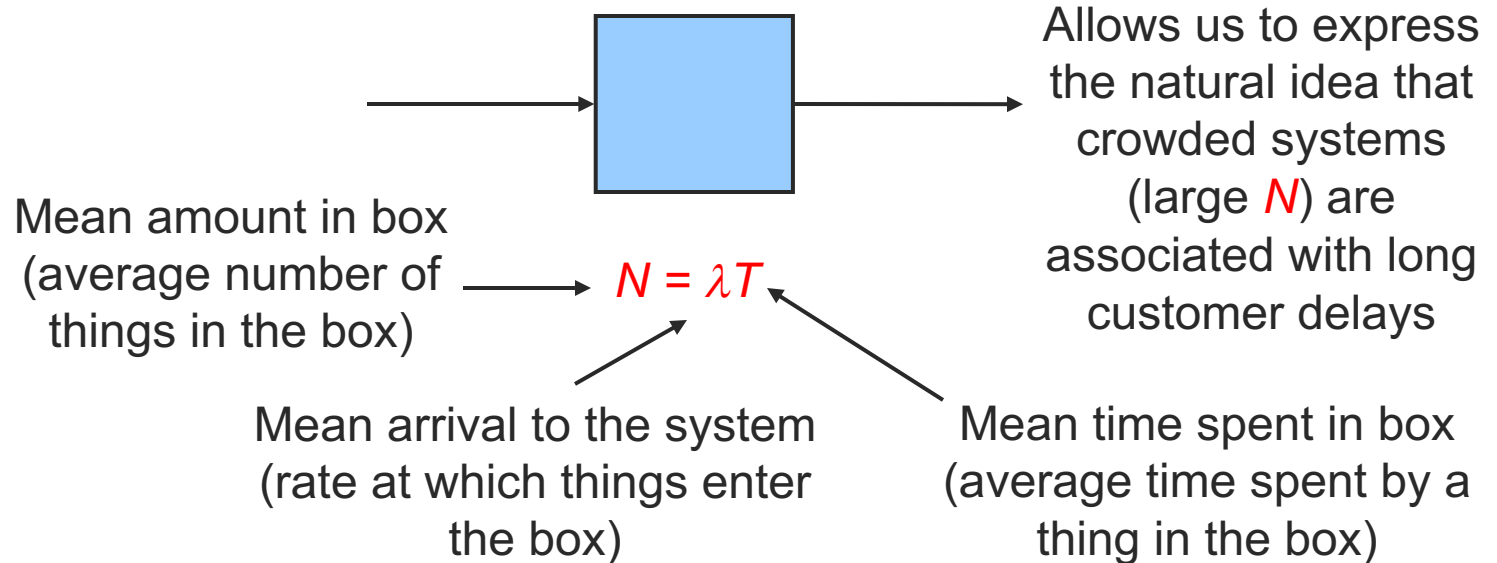 Allows us to express
the natural idea that
crowded systems
(large N) are
associated with long
customer delays
Mean amount in box
(average number of
things in the box)
N = λT
Mean arrival to the system
(rate at which things enter
the box)
Mean time spent in box
(average time spent by a
thing in the box)